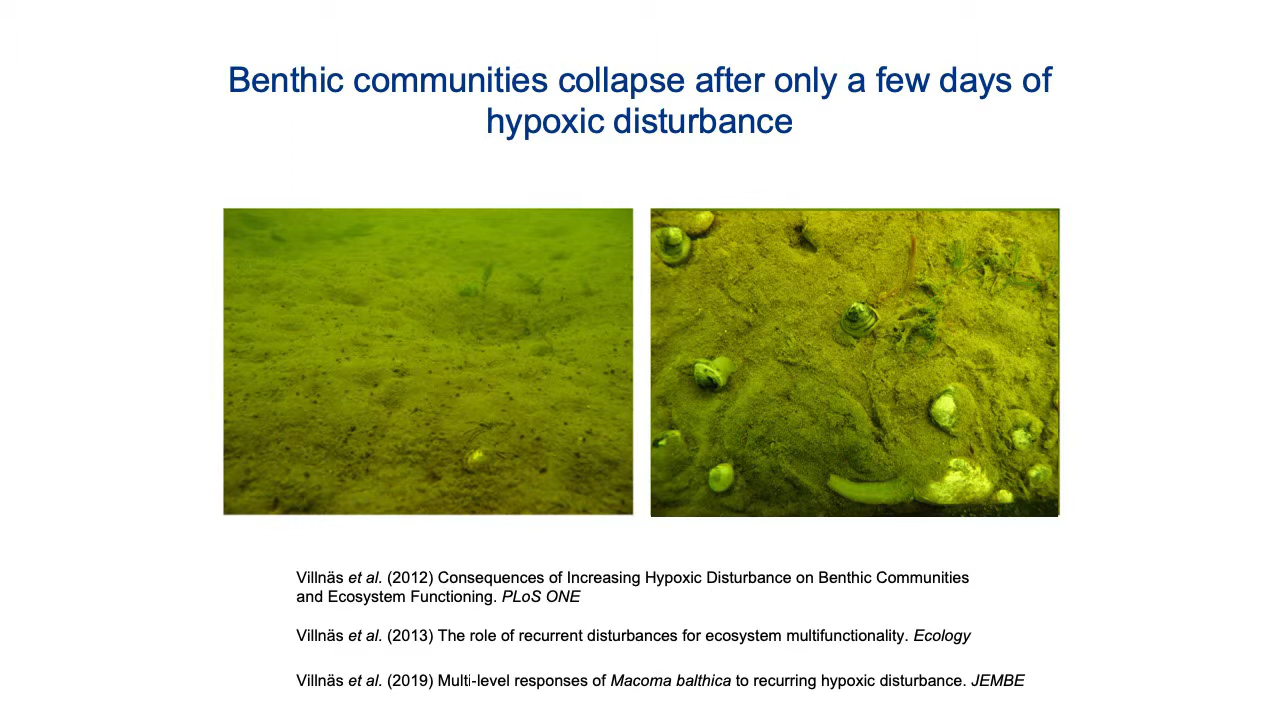 Benthic communities collapse after only a few days of
hypoxic disturbance
Villnäs et al. (2012) Consequences of Increasing Hypoxic Disturbance on Benthic Communities
and Ecosystem Functioning. PLoS ONE
Villnäs et al. (2013) The role of recurrent disturbances for ecosystem multifunctionality. Ecology
Villnäs et al. (2019) Multi-level responses of Macoma balthica to recurring hypoxic disturbance. JEMBE